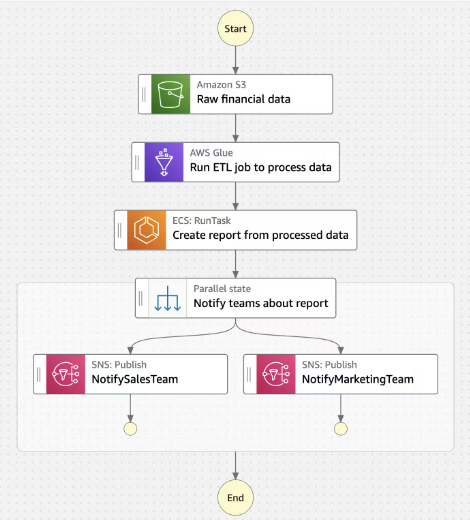 Start
Amazon S3
Raw financial data
AWS Glue
Run ETL job to process data
ECS: RunTask
Create report from processed data
Parallel state
Notify teams about report
SNS: Publish
NotifySalesTeam
SNS: Publish
NotifyMarketingTeam
End